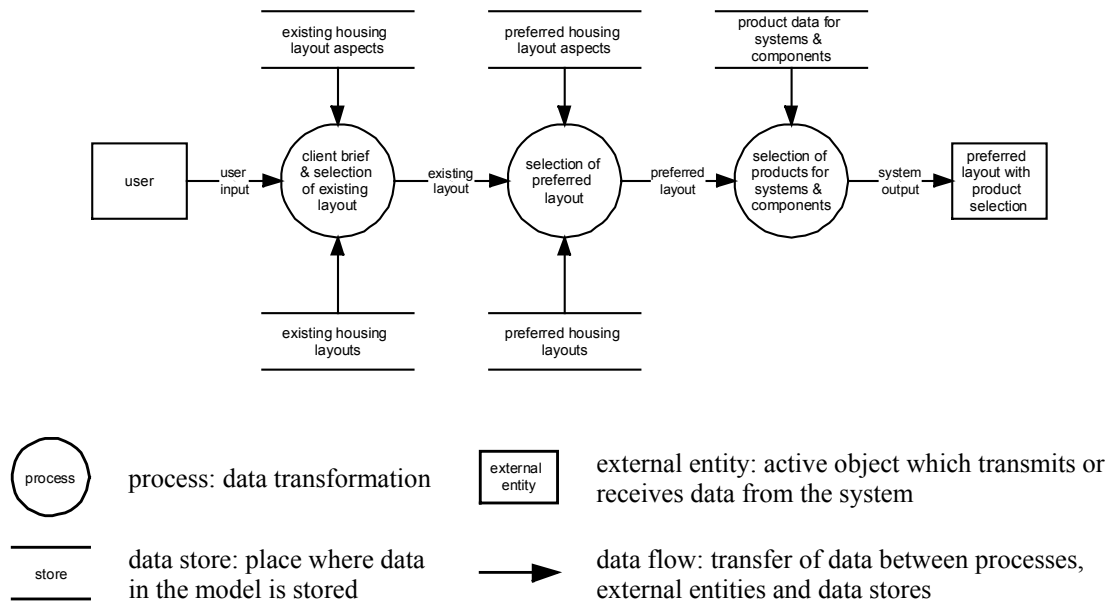 existing housing
layout aspects
preferred housing
layout aspects
product data for
systems &
components
user
user
input
client brief
& selection
of existing
layout
existing
layout
selection of
preferred
layout
preferred
layout
selection of
products for
systems &
components
system
output
preferred
layout with
product
selection
existing housing
layouts
preferred housing
layouts
process
process: data transformation
external
entity
external entity: active object which transmits or
receives data from the system
store
data store: place where data
in the model is stored
data flow: transfer of data between processes,
external entities and data stores